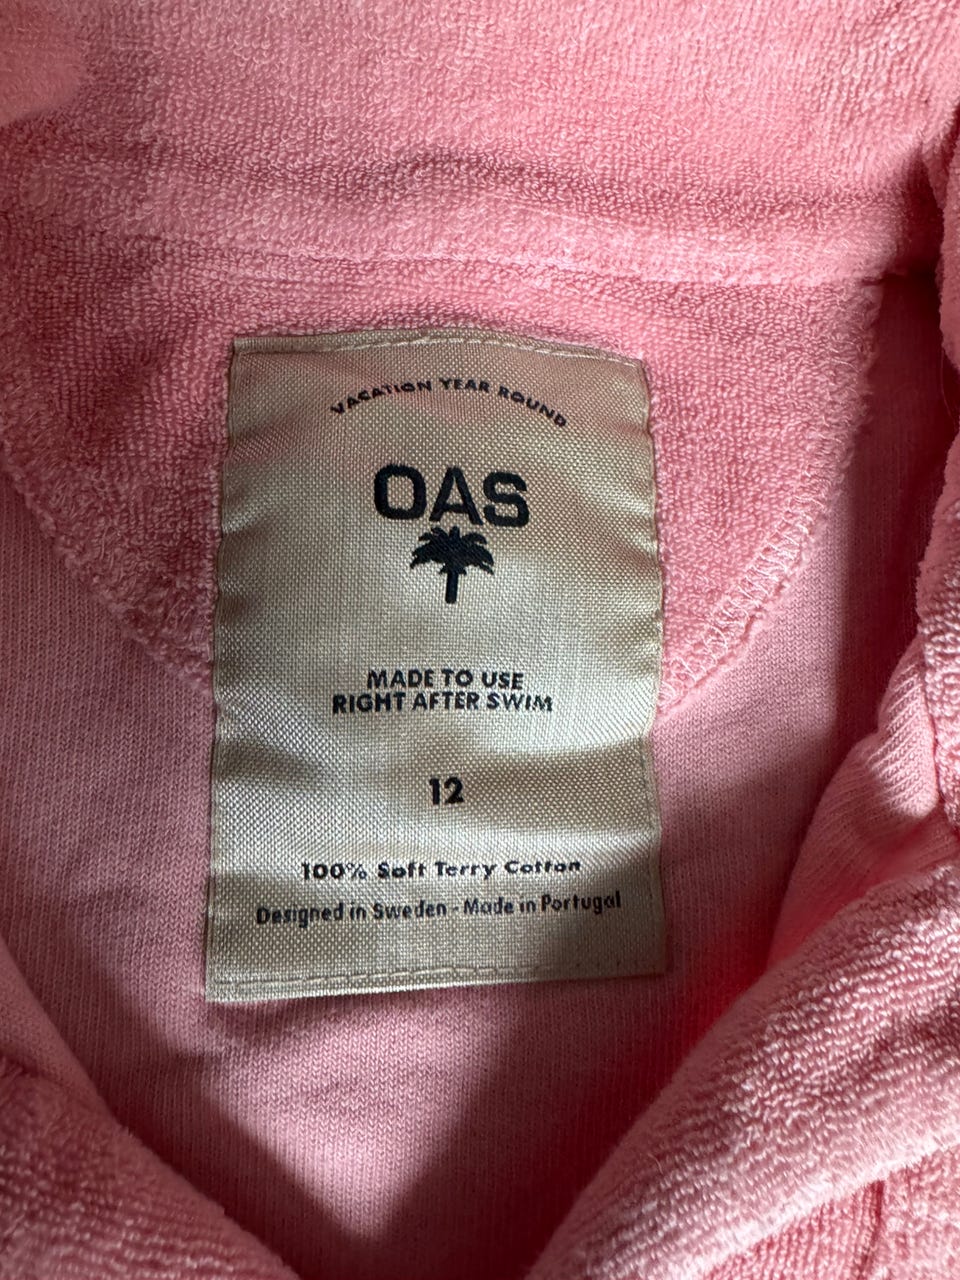 VACATION YEAR ROUND
OAS
MADE TO USE
RIGHT AFTER SWIM
12
100% Soft Terry Cotton
Designed in Sweden - Made in Portugal